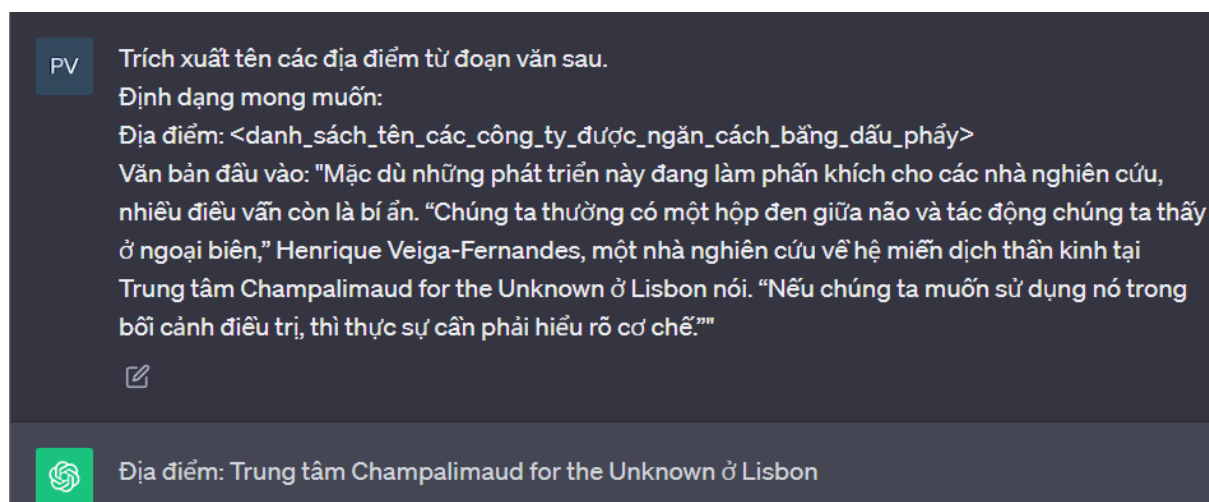 PV
Trích xuất tên các địa điểm từ đoạn văn sau.
Định dạng mong muốn:
Địa điểm: <danh_sách_tên_các_công_ty_được_ngăn_cách_bằng_dấu_phẩy>
Văn bản đầu vào: "Mặc dù những phát triển này đang làm phấn khích cho các nhà nghiên cứu,
nhiều điều vẫn còn là bí ẩn. “Chúng ta thường có một hộp đen giữa não và tác động chúng ta thấy
ở ngoại biên,” Henrique Veiga-Fernandes, một nhà nghiên cứu về hệ miễn dịch thần kinh tại
Trung tâm Champalimaud for the Unknown ở Lisbon nói. “Nếu chúng ta muốn sử dụng nó trong
bối cảnh điều trị, thì thực sự cần phải hiểu rõ cơ chế.”"
Địa điểm: Trung tâm Champalimaud for the Unknown ở Lisbon